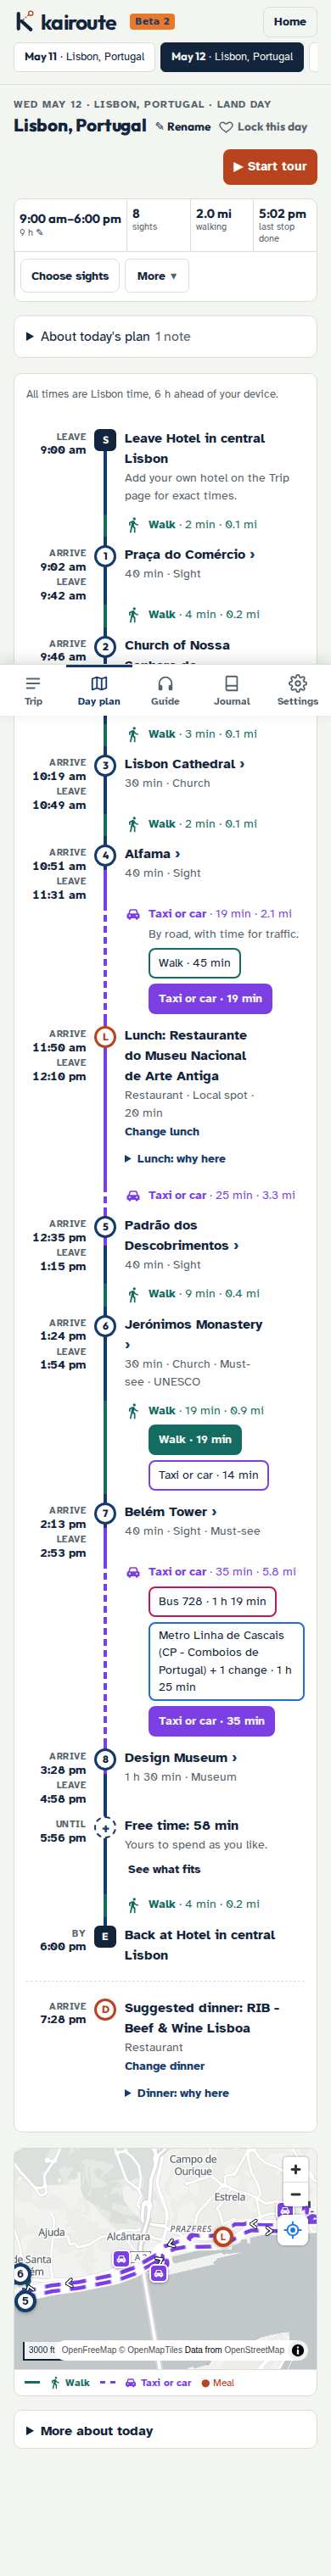 kairoute Beta 2 Home
May 11 · Lisbon, Portugal May 12 · Lisbon, Portugal
WED MAY 12 · LISBON, PORTUGAL · LAND DAY
Lisbon, Portugal ✎ Rename Lock this day
▶ Start tour
9:00 am–6:00 pm
9 h ✎
8
sights
2.0 mi
walking
5:02 pm
last stop
done
Choose sights More ▾
▶ About today's plan 1 note
All times are Lisbon time, 6 h ahead of your device.
LEAVE
9:00 am
S
Leave Hotel in central
Lisbon
Add your own hotel on the Trip
page for exact times.
Walk · 2 min · 0.1 mi
ARRIVE
9:02 am
LEAVE
9:42 am
1
Praça do Comércio ›
40 min · Sight
Walk · 4 min · 0.2 mi
ARRIVE
9:46 am
2
Church of Nossa
Trip Day plan Guide Journal Settings
Walk · 3 min · 0.1 mi
ARRIVE
10:19 am
LEAVE
10:49 am
3
Lisbon Cathedral ›
30 min · Church
Walk · 2 min · 0.1 mi
ARRIVE
10:51 am
LEAVE
11:31 am
4
Alfama ›
40 min · Sight
Taxi or car · 19 min · 2.1 mi
By road, with time for traffic.
Walk · 45 min
Taxi or car · 19 min
ARRIVE
11:50 am
LEAVE
12:10 pm
L
Lunch: Restaurante
do Museu Nacional
de Arte Antiga
Restaurant · Local spot ·
20 min
Change lunch
▶ Lunch: why here
Taxi or car · 25 min · 3.3 mi
ARRIVE
12:35 pm
LEAVE
1:15 pm
5
Padrão dos
Descobrimentos ›
40 min · Sight
Walk · 9 min · 0.4 mi
ARRIVE
1:24 pm
LEAVE
1:54 pm
6
Jerónimos Monastery
›
30 min · Church · Must-
see · UNESCO
Walk · 19 min · 0.9 mi
Walk · 19 min
Taxi or car · 14 min
ARRIVE
2:13 pm
LEAVE
2:53 pm
7
Belém Tower ›
40 min · Sight · Must-see
Taxi or car · 35 min · 5.8 mi
Bus 728 · 1 h 19 min
Metro Linha de Cascais
(CP - Comboios de
Portugal) + 1 change · 1 h
25 min
Taxi or car · 35 min
ARRIVE
3:28 pm
LEAVE
4:58 pm
8
Design Museum ›
1 h 30 min · Museum
UNTIL
5:56 pm
+
Free time: 58 min
Yours to spend as you like.
See what fits
Walk · 4 min · 0.2 mi
BY
6:00 pm
E
Back at Hotel in central
Lisbon
ARRIVE
7:28 pm
D
Suggested dinner: RIB -
Beef & Wine Lisboa
Restaurant
Change dinner
▶ Dinner: why here
Campo de
Ourique
Estrela
PRAZERES
Ajuda
Alcântara
L
de Santa
6
5
+
−
3000 ft OpenFreeMap © OpenMapTiles Data from OpenStreetMap
Walk Taxi or car Meal
▶ More about today